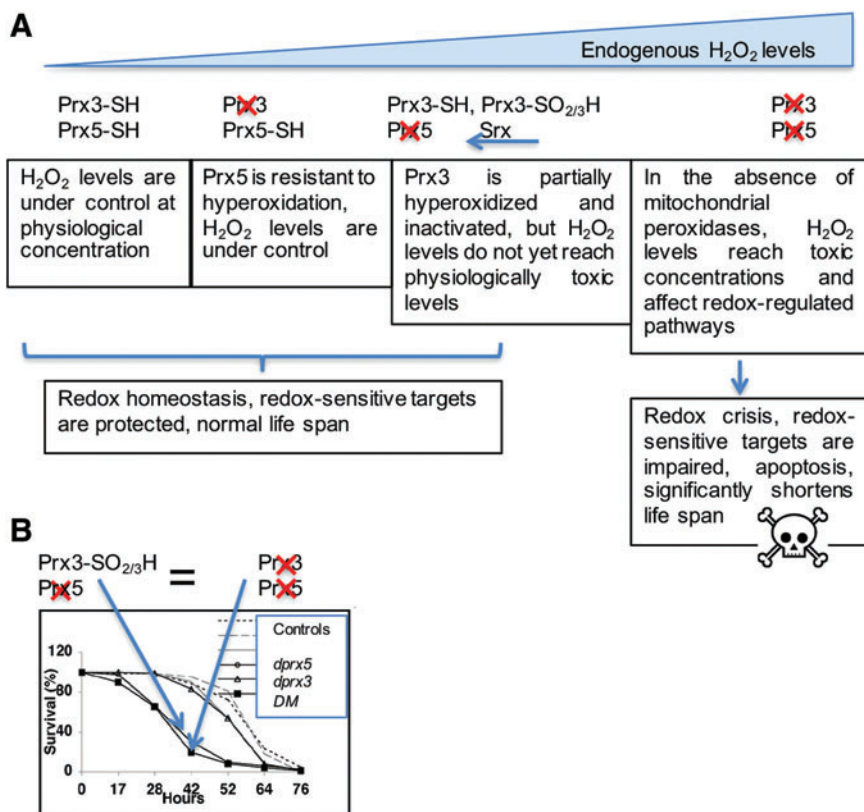 A
Endogenous H₂O₂ levels
Prx3-SH
Prx5-SH
Prx3
Prx5-SH
Prx3-SH, Prx3-SO₂/₃H
Prx5 Srx
Prx3
Prx5
H₂O₂ levels are
under control at
physiological
concentration
Prx5 is resistant to
hyperoxidation,
H₂O₂ levels are
under control
Prx3 is partially
hyperoxidized and
inactivated, but H₂O₂
levels do not yet reach
physiologically toxic
levels
In the absence of
mitochondrial
peroxidases, H₂O₂
levels reach toxic
concentrations and
affect redox-regulated
pathways
Redox homeostasis, redox-sensitive targets
are protected, normal life span
Redox crisis, redox-
sensitive targets are
impaired, apoptosis,
significantly shortens
life span
B
Prx3-SO₂/₃H
Prx5
=
Prx3
Prx5
Controls
dprx5
dprx3
DM
Survival (%)
120
80
40
0
0 17 28 42 52 64 76
Hours